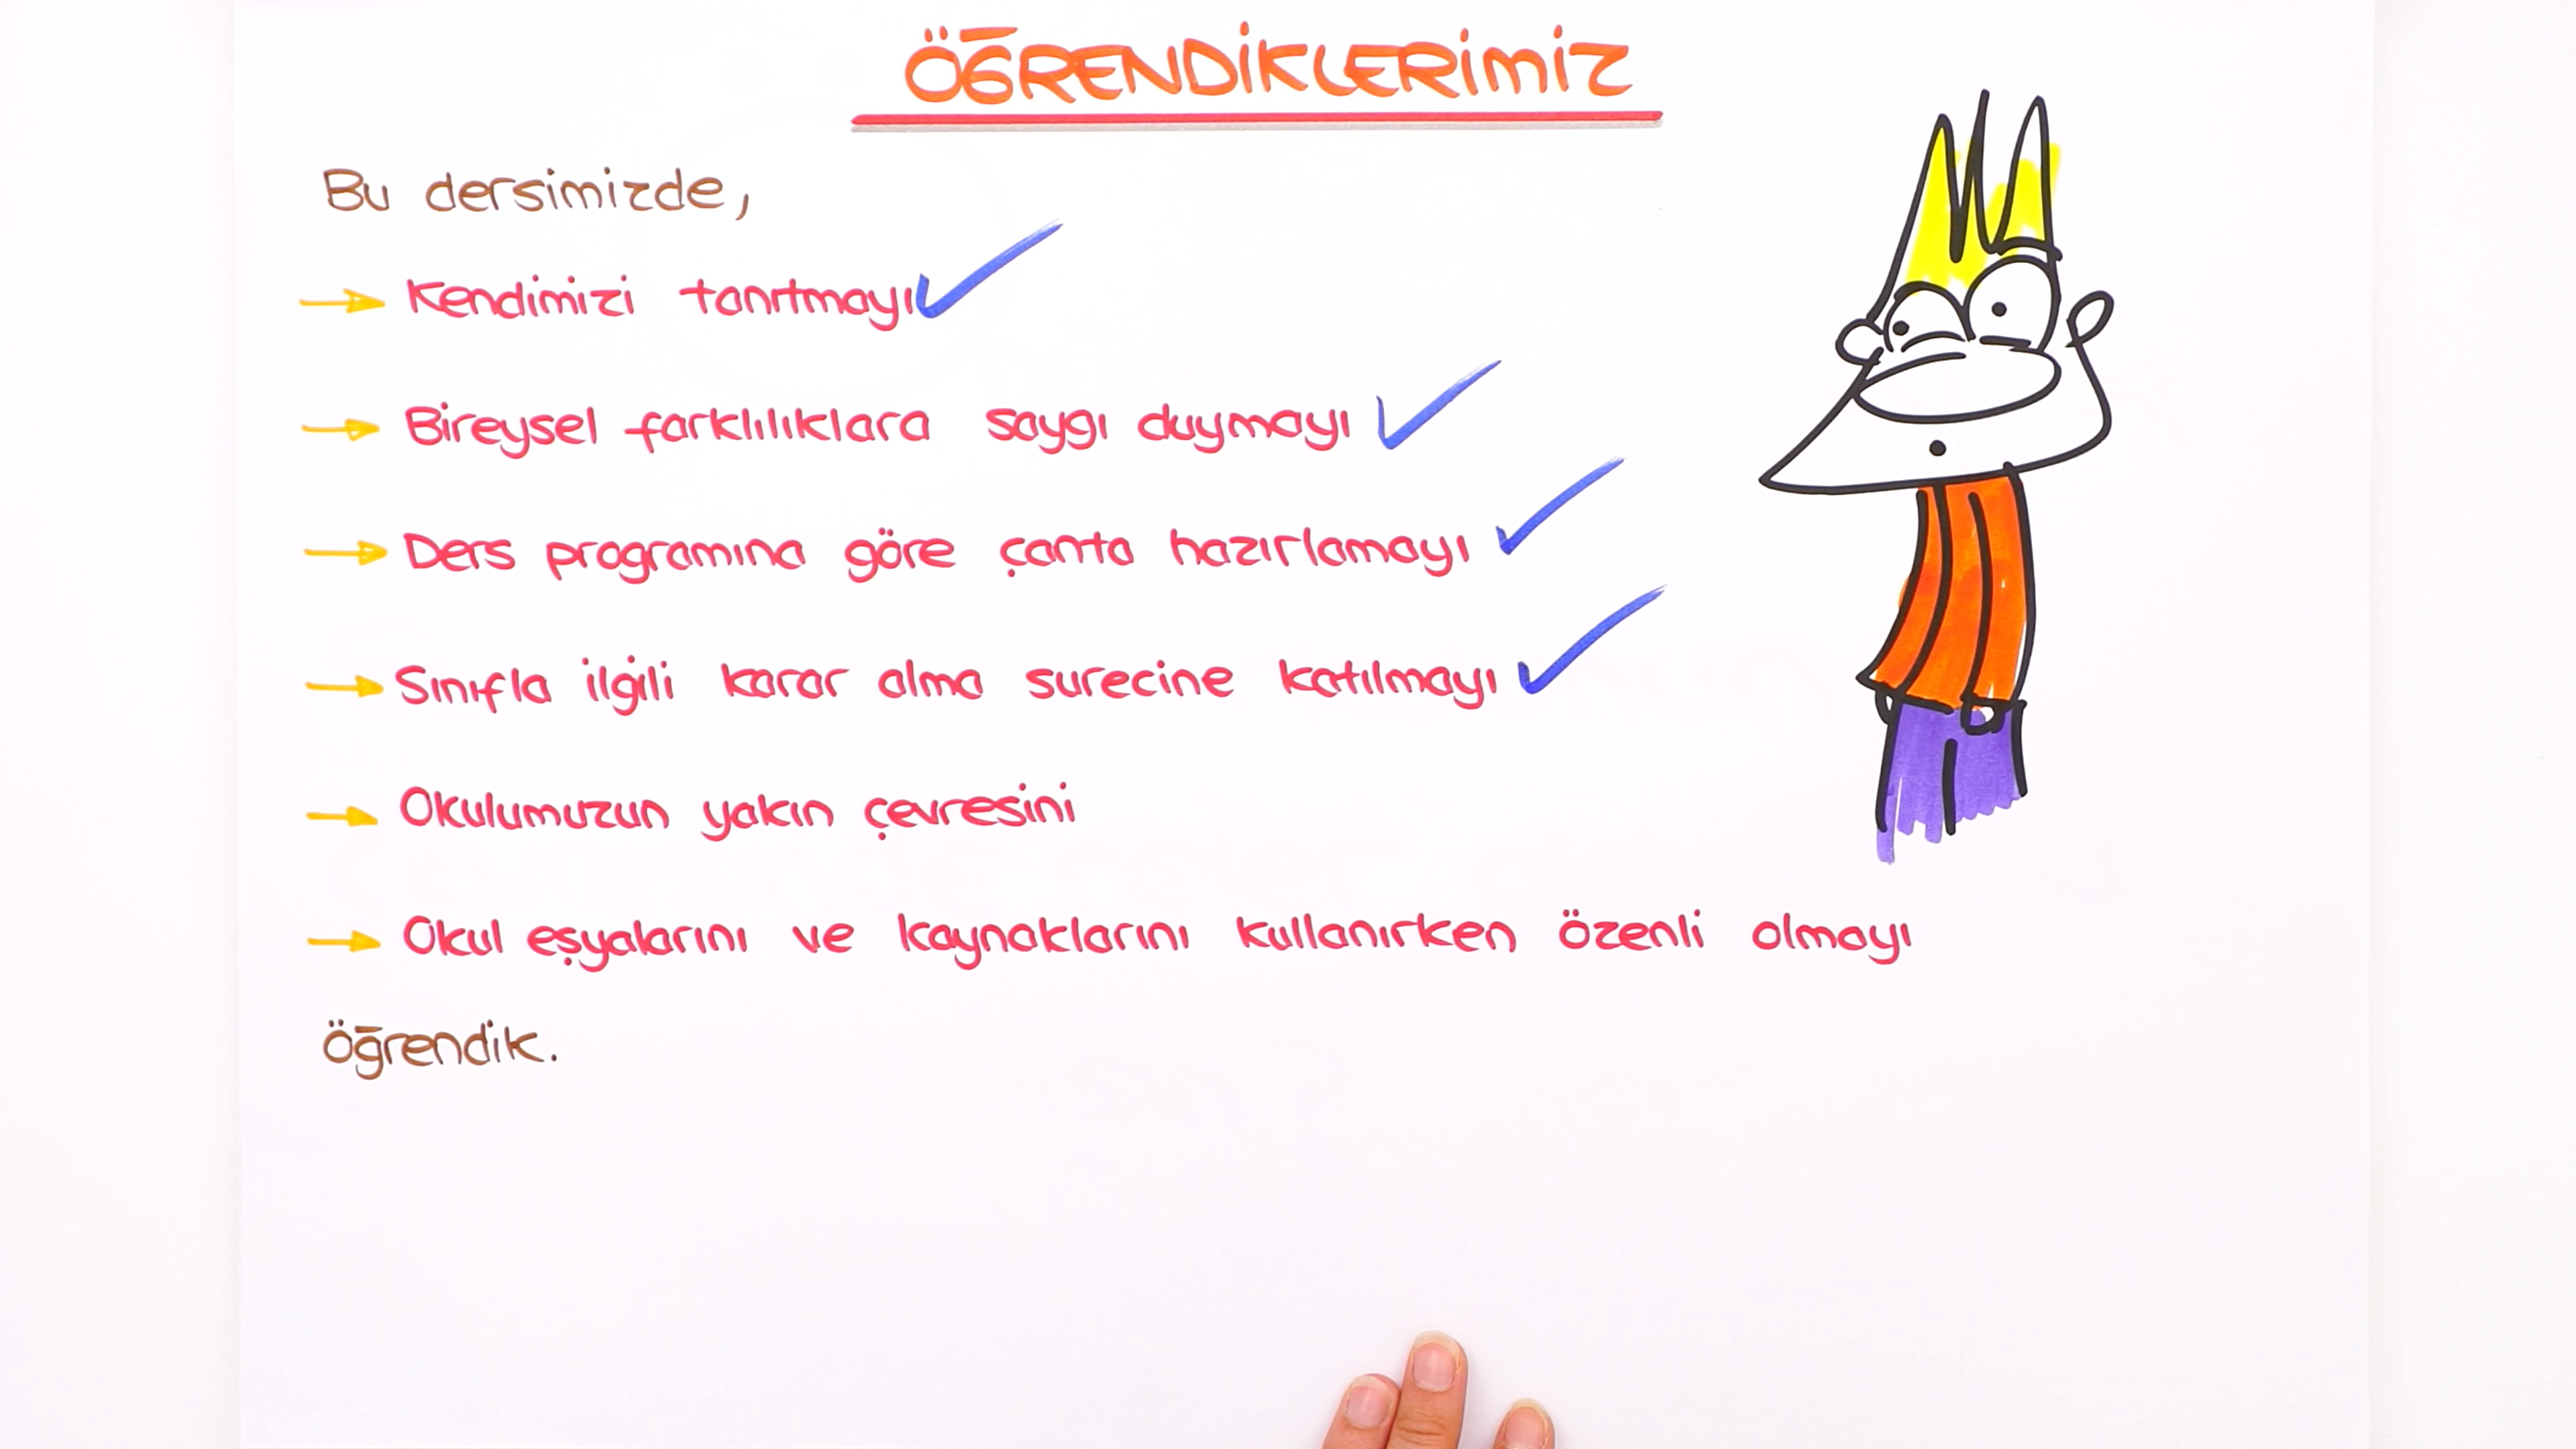 ÖĞRENDİKLERİMİZ
Bu dersimizde,
→ Kendimizi tanıtmayı ✓
→ Bireysel farklılıklara saygı duymayı ✓
→ Ders programına göre çanta hazırlamayı ✓
→ Sınıfla ilgili karar alma surecine katılmayı ✓
→ Okulumuzun yakın çevresini
→ Okul eşyalarını ve kaynaklarını kullanırken özenli olmayı
öğrendik.